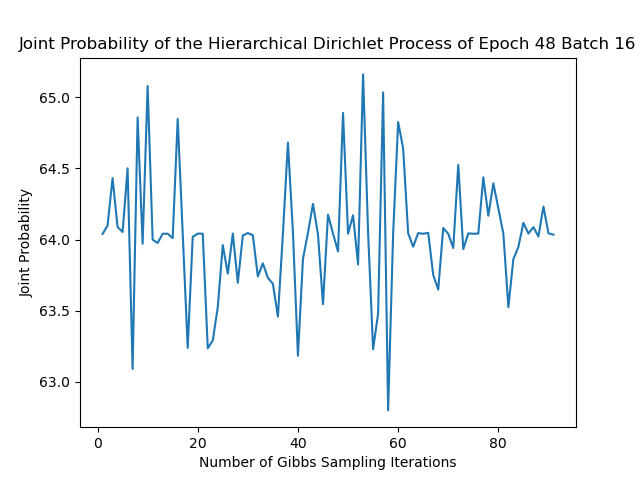 Joint Probability of the Hierarchical Dirichlet Process of Epoch 48 Batch 16
65.0
64.5
64.0
63.5
63.0
Joint Probability
0 20 40 60 80
Number of Gibbs Sampling Iterations